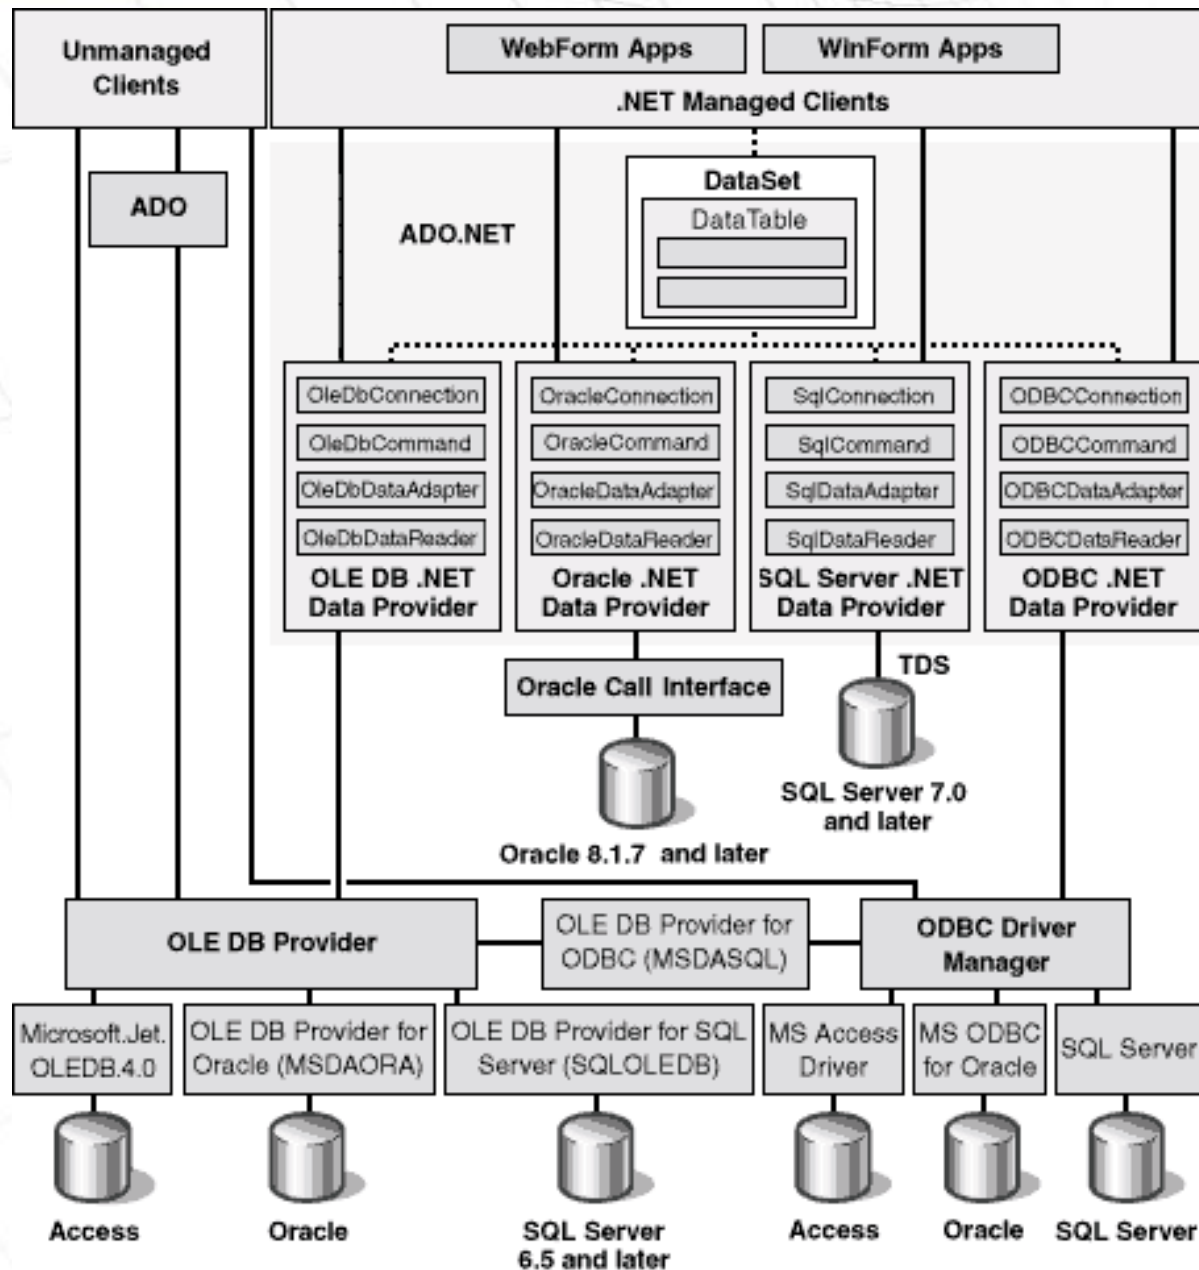 Unmanaged
Clients
WebForm Apps
WinForm Apps
.NET Managed Clients
ADO
ADO.NET
DataSet
DataTable
OleDbConnection
OleDbCommand
OleDbDataAdapter
OleDbDataReader
OLE DB .NET
Data Provider
OracleConnection
OracleCommand
OracleDataAdapter
OracleDataReader
Oracle .NET
Data Provider
SqlConnection
SqlCommand
SqlDataAdapter
SqlDataReader
SQL Server .NET
Data Provider
ODBCConnection
ODBCCommand
ODBCDataAdapter
ODBCDataReader
ODBC .NET
Data Provider
Oracle Call Interface
TDS
SQL Server 7.0
and later
Oracle 8.1.7 and later
OLE DB Provider
OLE DB Provider for
ODBC (MSDASQL)
ODBC Driver
Manager
Microsoft.Jet.
OLEDB.4.0
OLE DB Provider for
Oracle (MSDAORA)
OLE DB Provider for SQL
Server (SQLOLEDB)
MS Access
Driver
MS ODBC
for Oracle
SQL Server
Access
Oracle
SQL Server
6.5 and later
Access
Oracle
SQL Server